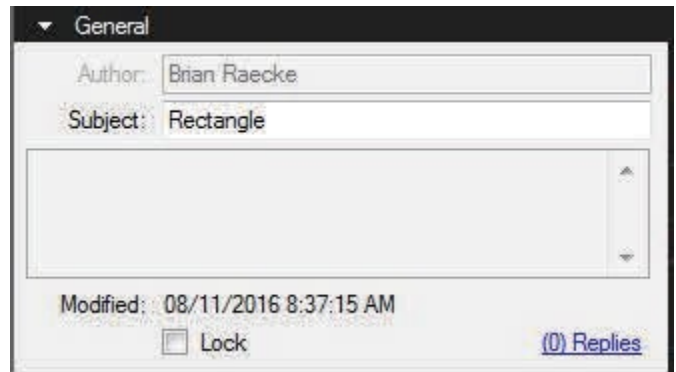 General
Author: Brian Raecke
Subject: Rectangle
Modified: 08/11/2016 8:37:15 AM
Lock (0) Replies